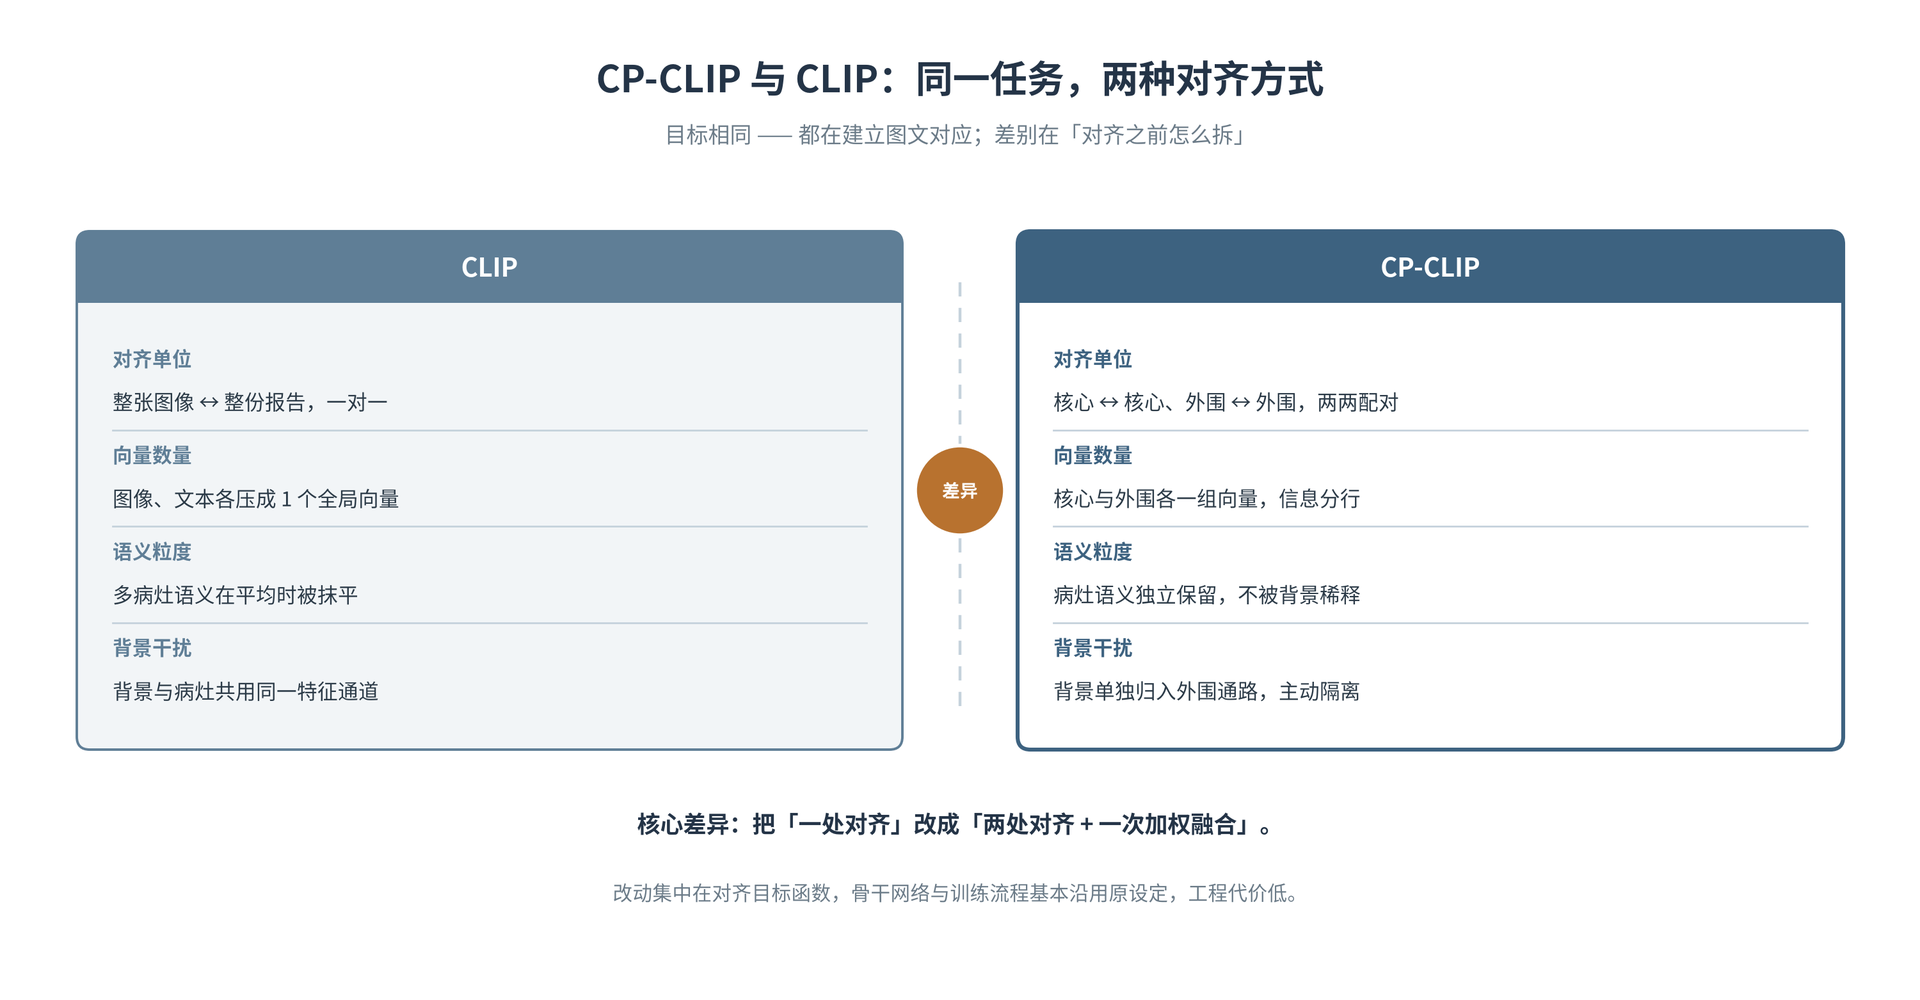 CP-CLIP 与 CLIP：同一任务，两种对齐方式
目标相同 —— 都在建立图文对应；差别在「对齐之前怎么拆」
CLIP
对齐单位
整张图像 ↔ 整份报告，一对一
向量数量
图像、文本各压成 1 个全局向量
语义粒度
多病灶语义在平均时被抹平
背景干扰
背景与病灶共用同一特征通道
差异
CP-CLIP
对齐单位
核心 ↔ 核心、外围 ↔ 外围，两两配对
向量数量
核心与外围各一组向量，信息分行
语义粒度
病灶语义独立保留，不被背景稀释
背景干扰
背景单独归入外围通路，主动隔离
核心差异：把「一处对齐」改成「两处对齐 + 一次加权融合」。
改动集中在对齐目标函数，骨干网络与训练流程基本沿用原设定，工程代价低。